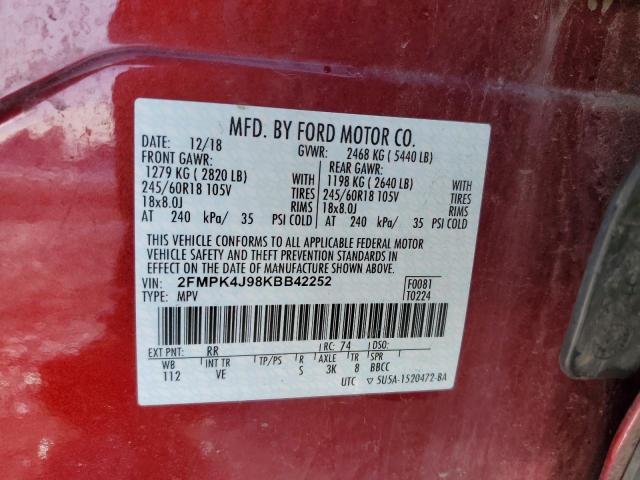 MFD. BY FORD MOTOR CO.
DATE: 12/18 GVWR: 2468 KG ( 5440 LB)
FRONT GAWR: REAR GAWR:
1279 KG ( 2820 LB) WITH 1198 KG ( 2640 LB) WITH
245/60R18 105V TIRES 245/60R18 105V TIRES
18x8.0J RIMS 18x8.0J RIMS
AT 240 kPa/ 35 PSI COLD AT 240 kPa/ 35 PSI COLD
THIS VEHICLE CONFORMS TO ALL APPLICABLE FEDERAL MOTOR
VEHICLE SAFETY AND THEFT PREVENTION STANDARDS IN EFFECT
ON THE DATE OF MANUFACTURE SHOWN ABOVE.
VIN: 2FMPK4J98KBB42252 F0081
TYPE: MPV T0224
EXT PNT: RR RC: 74 DSO:
WB INT TR TP/PS R AXLE TR SPR
112 VE S 3K 8 BBCC
UTC ▽ 5U5A-1520472-BA